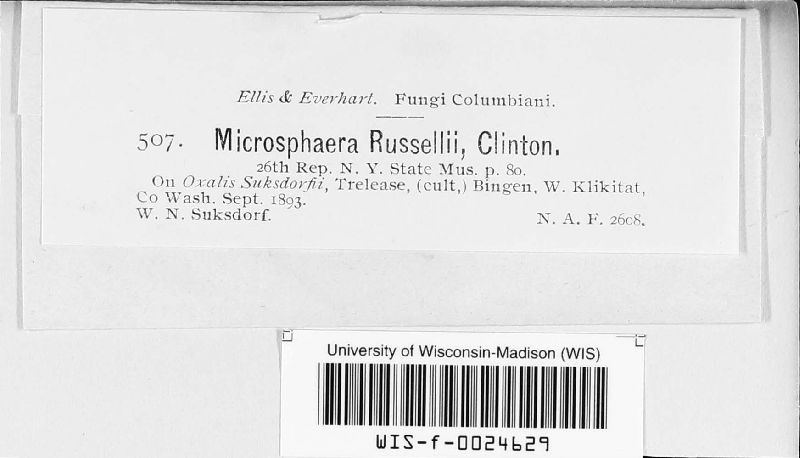 Ellis & Everhart. Fungi Columbiani.
507. Microsphaera Russellii, Clinton.
26th Rep. N. Y. State Mus. p. 80.
On Oxalis Suksdorfii, Trelease, (cult,) Bingen, W. Klikitat,
Co Wash. Sept. 1893.
W. N. Suksdorf. N. A. F. 2608.
University of Wisconsin-Madison (WIS)
WIS-f-0024629